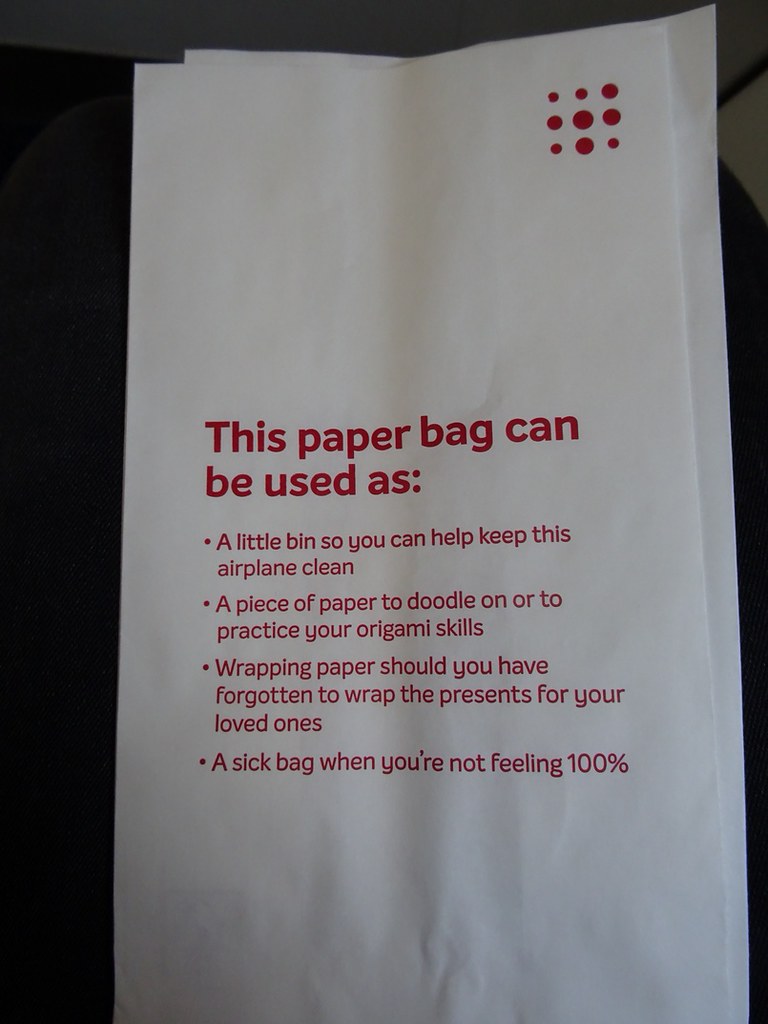 This paper bag can
be used as:
• A little bin so you can help keep this
airplane clean
• A piece of paper to doodle on or to
practice your origami skills
• Wrapping paper should you have
forgotten to wrap the presents for your
loved ones
• A sick bag when you're not feeling 100%